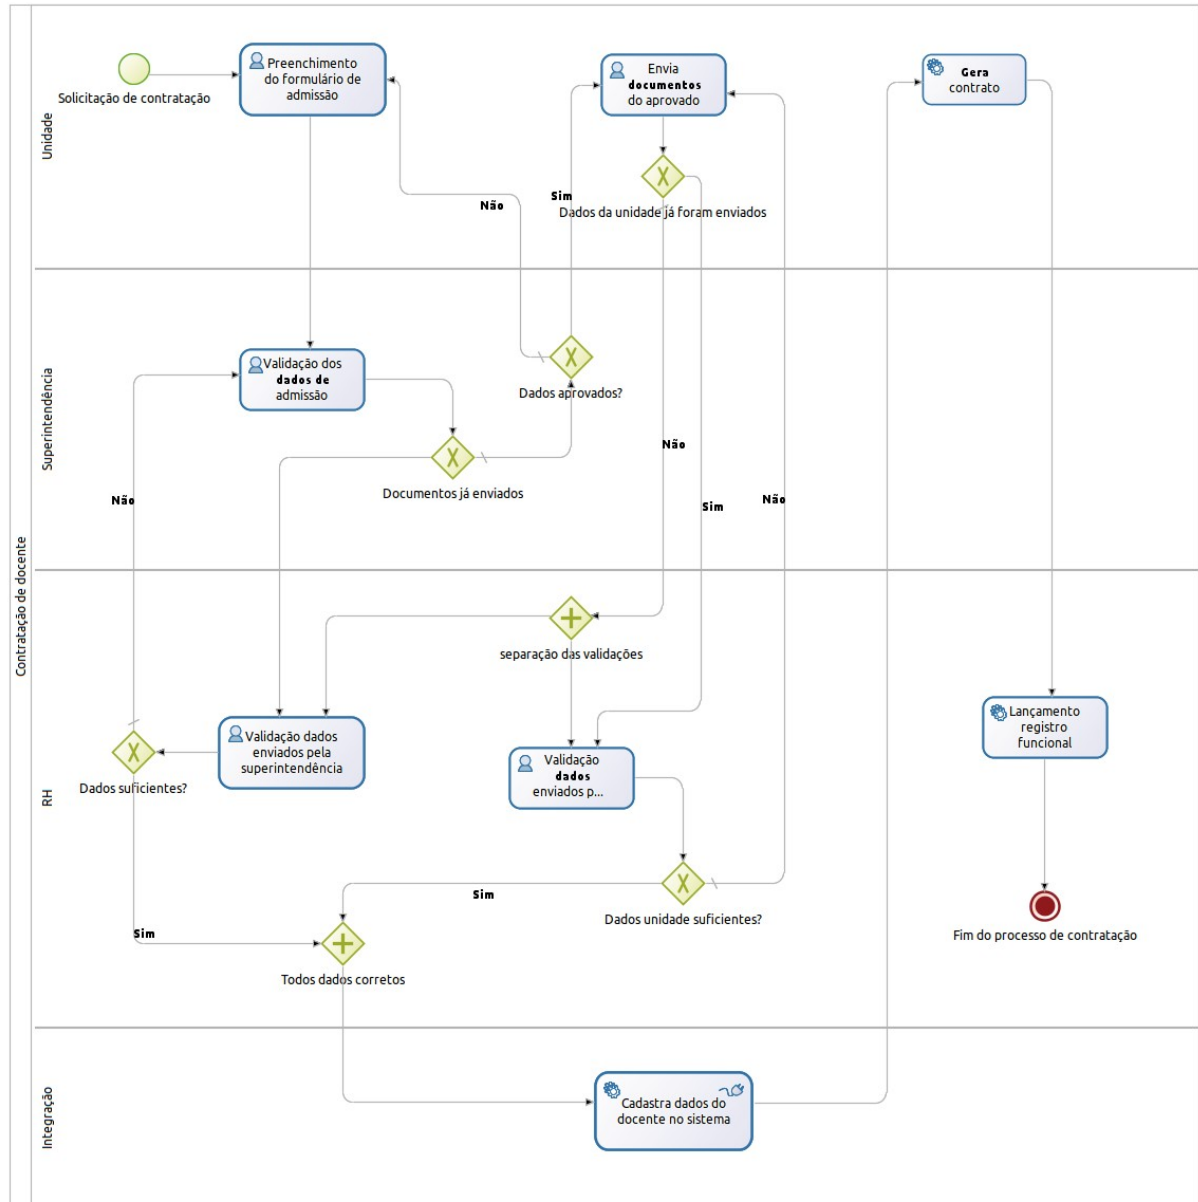 Contratação de docente
Unidade
Solicitação de contratação
Preenchimento
do formulário de
admissão
Envia
documentos
do aprovado
Gera
contrato
Não
Sim
Dados da unidade já foram enviados
Superintendência
Validação dos
dados de
admissão
Dados aprovados?
Documentos já enviados
Não
Não
Sim
Não
RH
separação das validações
Validação dados
enviados pela
superintendência
Dados suficientes?
Validação
dados
enviados p...
Lançamento
registro
funcional
Sim
Dados unidade suficientes?
Sim
Todos dados corretos
Fim do processo de contratação
Integração
Cadastra dados do
docente no sistema